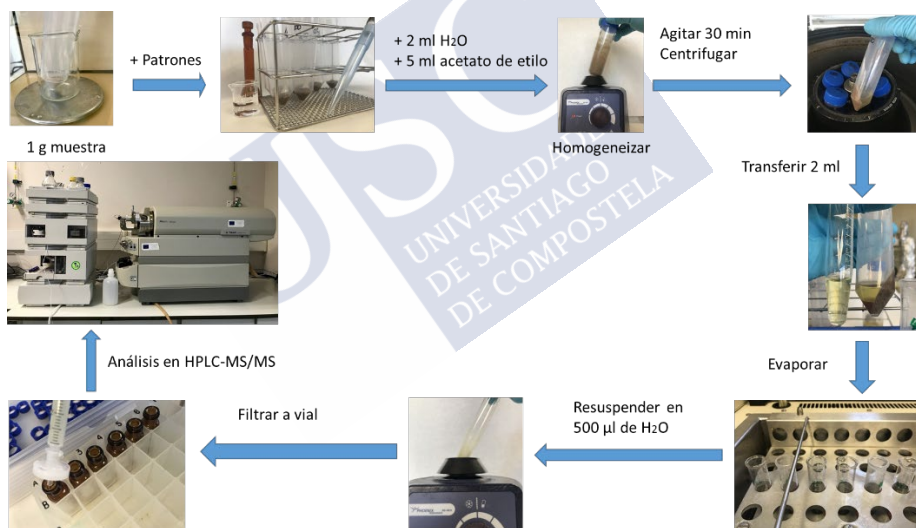 + Patrones
+ 2 ml H₂O
+ 5 ml acetato de etilo
Agitar 30 min
Centrifugar
1 g muestra
Homogeneizar
Transferir 2 ml
USC
UNIVERSIDADE
DE SANTIAGO
DE COMPOSTELA
Evaporar
Resuspender en
500 µl de H₂O
Filtrar a vial
Análisis en HPLC-MS/MS